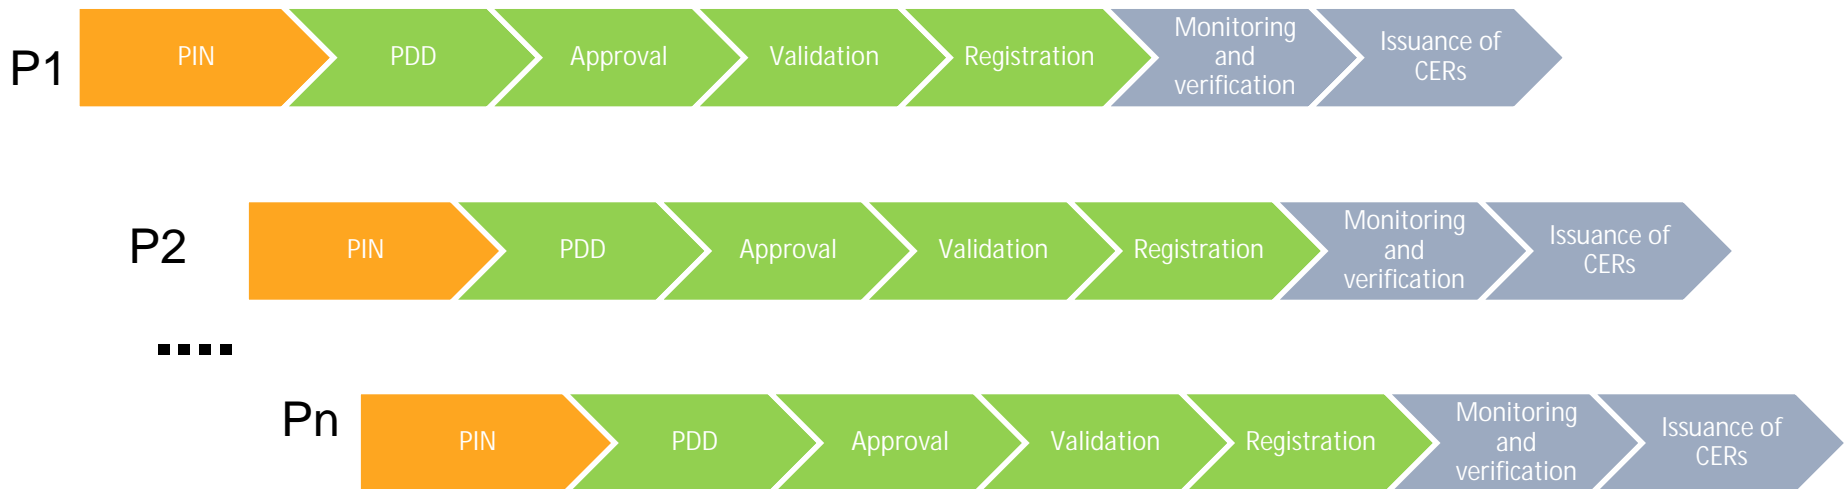 P1
PIN
PDD
Approval
Validation
Registration
Monitoring
and
verification
Issuance of
CERs
P2
PIN
PDD
Approval
Validation
Registration
Monitoring
and
verification
Issuance of
CERs
....
Pn
PIN
PDD
Approval
Validation
Registration
Monitoring
and
verification
Issuance of
CERs